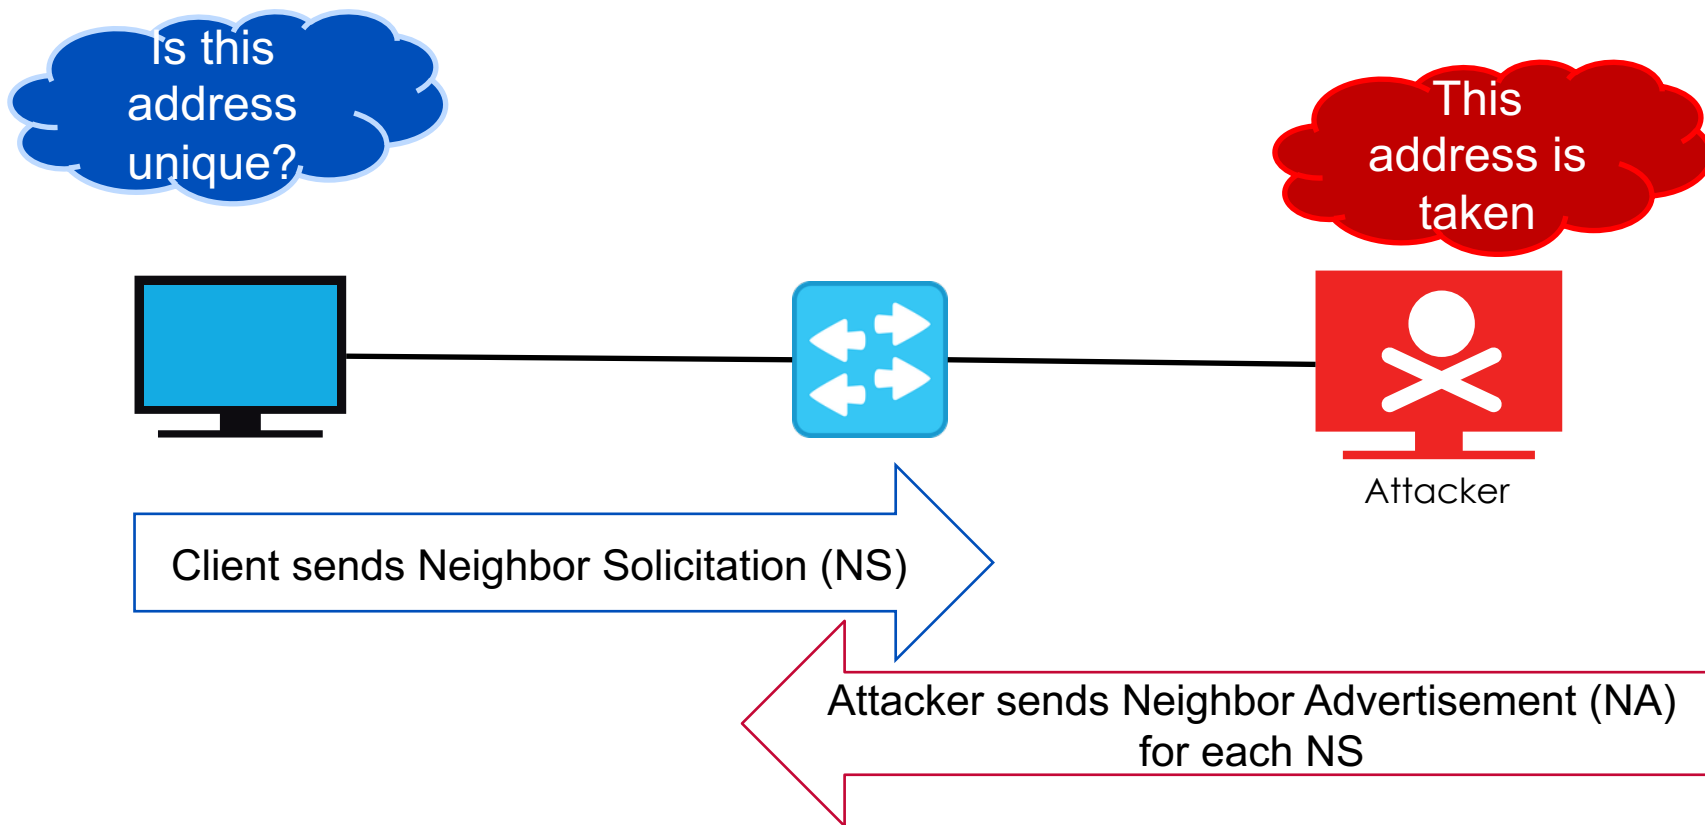 Is this
address
unique?
This
address is
taken
Attacker
Client sends Neighbor Solicitation (NS)
Attacker sends Neighbor Advertisement (NA)
for each NS